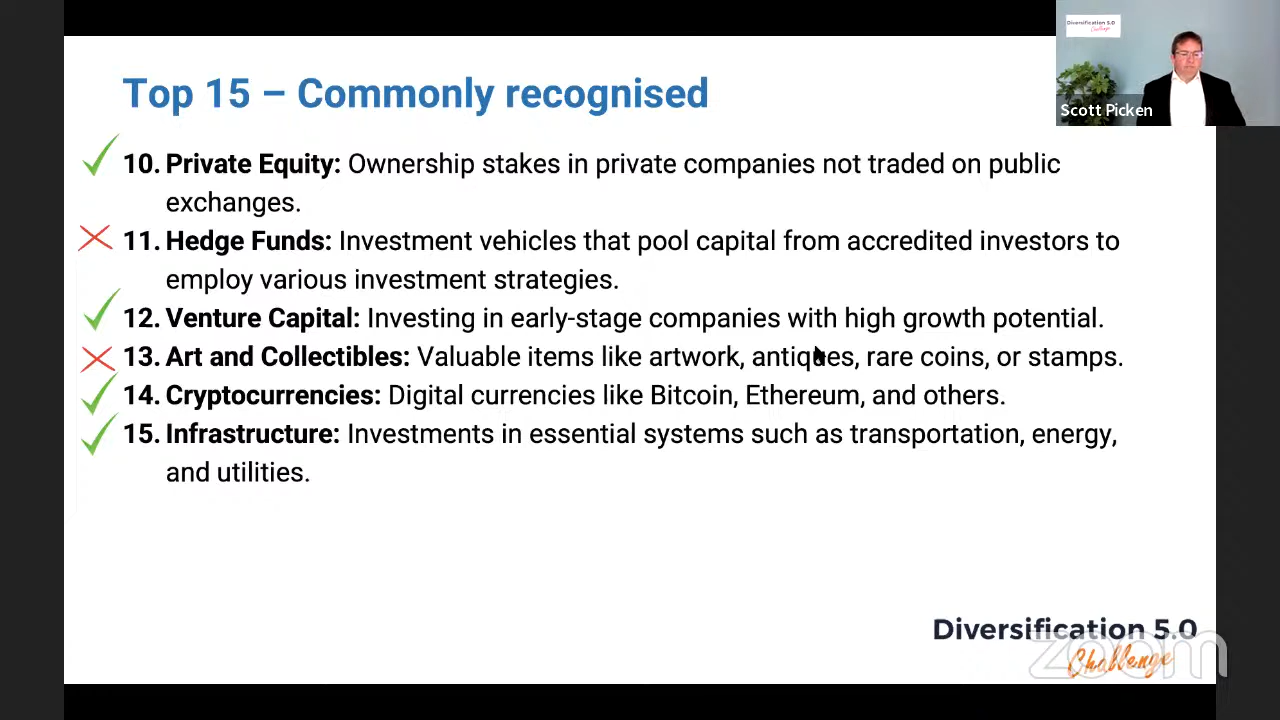 Diversification 5.0
Challenge
Scott Picken
Top 15 – Commonly recognised
10. Private Equity: Ownership stakes in private companies not traded on public
exchanges.
11. Hedge Funds: Investment vehicles that pool capital from accredited investors to
employ various investment strategies.
12. Venture Capital: Investing in early-stage companies with high growth potential.
13. Art and Collectibles: Valuable items like artwork, antiques, rare coins, or stamps.
14. Cryptocurrencies: Digital currencies like Bitcoin, Ethereum, and others.
15. Infrastructure: Investments in essential systems such as transportation, energy,
and utilities.
Diversification 5.0
Challenge
zoom